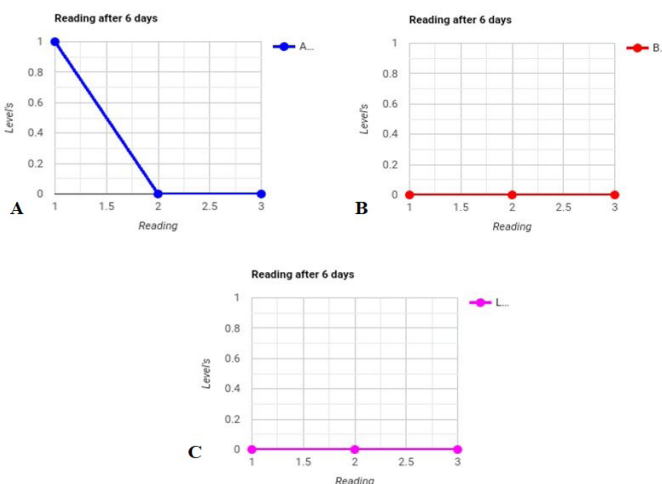 Reading after 6 days
1
0.8
0.6
0.4
0.2
0
Level's
1 1.5 2 2.5 3
Reading
A...
A
Reading after 6 days
1
0.8
0.6
0.4
0.2
0
Level's
1 1.5 2 2.5 3
Reading
B.
B
Reading after 6 days
1
0.8
0.6
0.4
0.2
0
Level's
1 1.5 2 2.5 3
Reading
L...
C